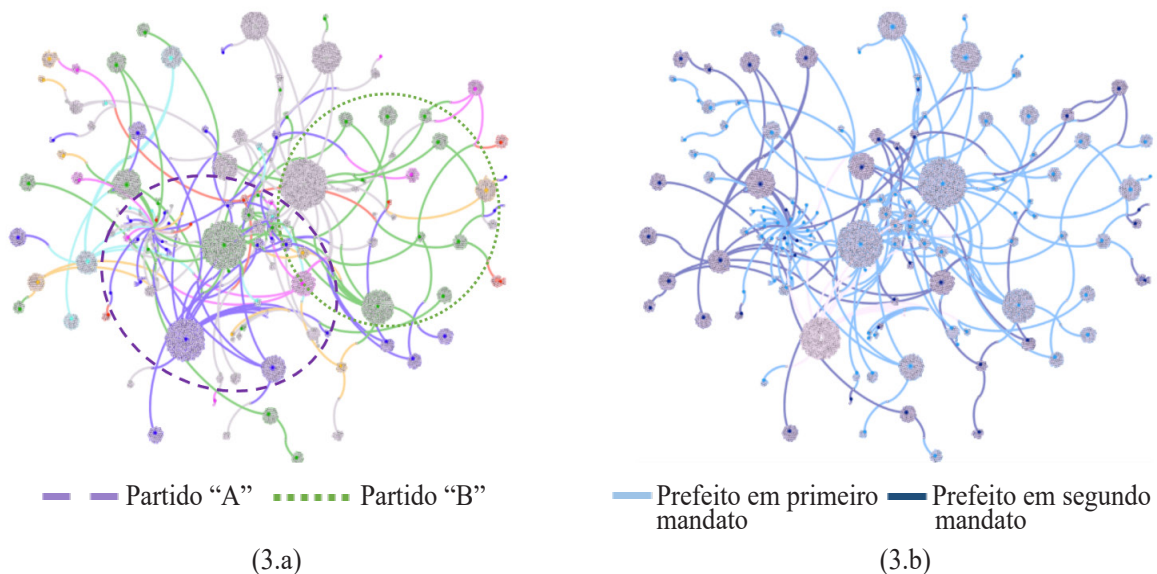 Partido “A”
Partido “B”
Prefeito em primeiro
mandato
Prefeito em segundo
mandato
(3.a)
(3.b)